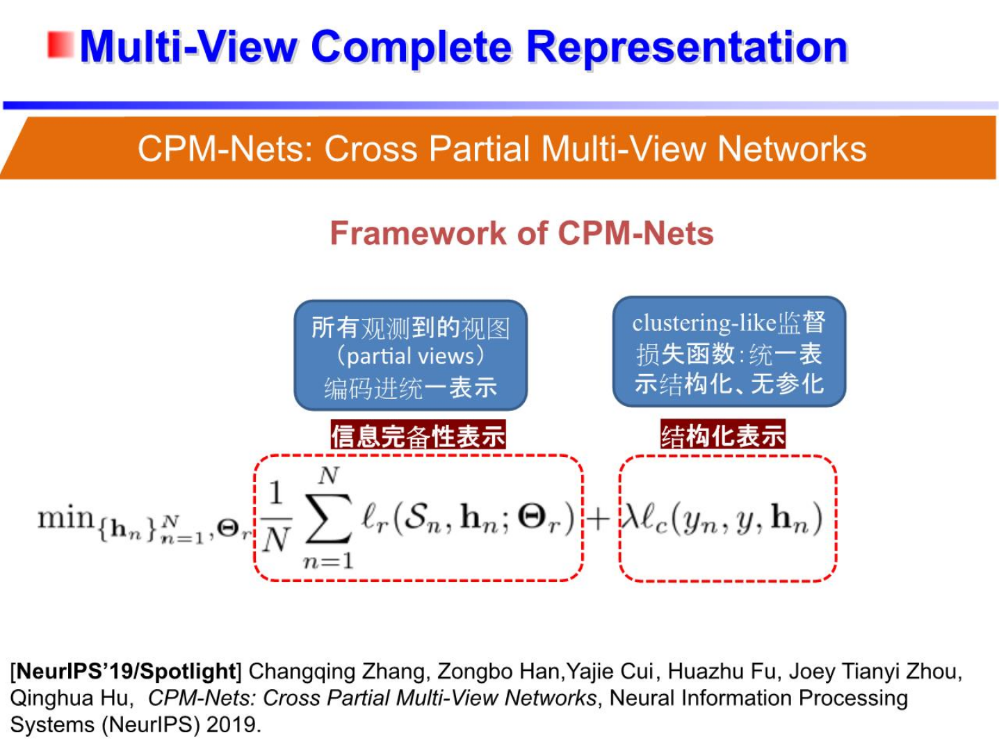 Multi-View Complete Representation
CPM-Nets: Cross Partial Multi-View Networks
Framework of CPM-Nets
所有观测到的视图
（partial views）
编码进统一表示
clustering-like监督
损失函数：统一表
示结构化、无参化
信息完备性表示
结构化表示
$\min_{\{\mathbf{h}_n\}_{n=1}^{N},\boldsymbol{\Theta}_r} \frac{1}{N} \sum_{n=1}^{N} \ell_r(\mathcal{S}_n, \mathbf{h}_n; \boldsymbol{\Theta}_r) + \lambda \ell_c(y_n, y, \mathbf{h}_n)$
[NeurIPS’19/Spotlight] Changqing Zhang, Zongbo Han,Yajie Cui, Huazhu Fu, Joey Tianyi Zhou,
Qinghua Hu, CPM-Nets: Cross Partial Multi-View Networks, Neural Information Processing
Systems (NeurIPS) 2019.